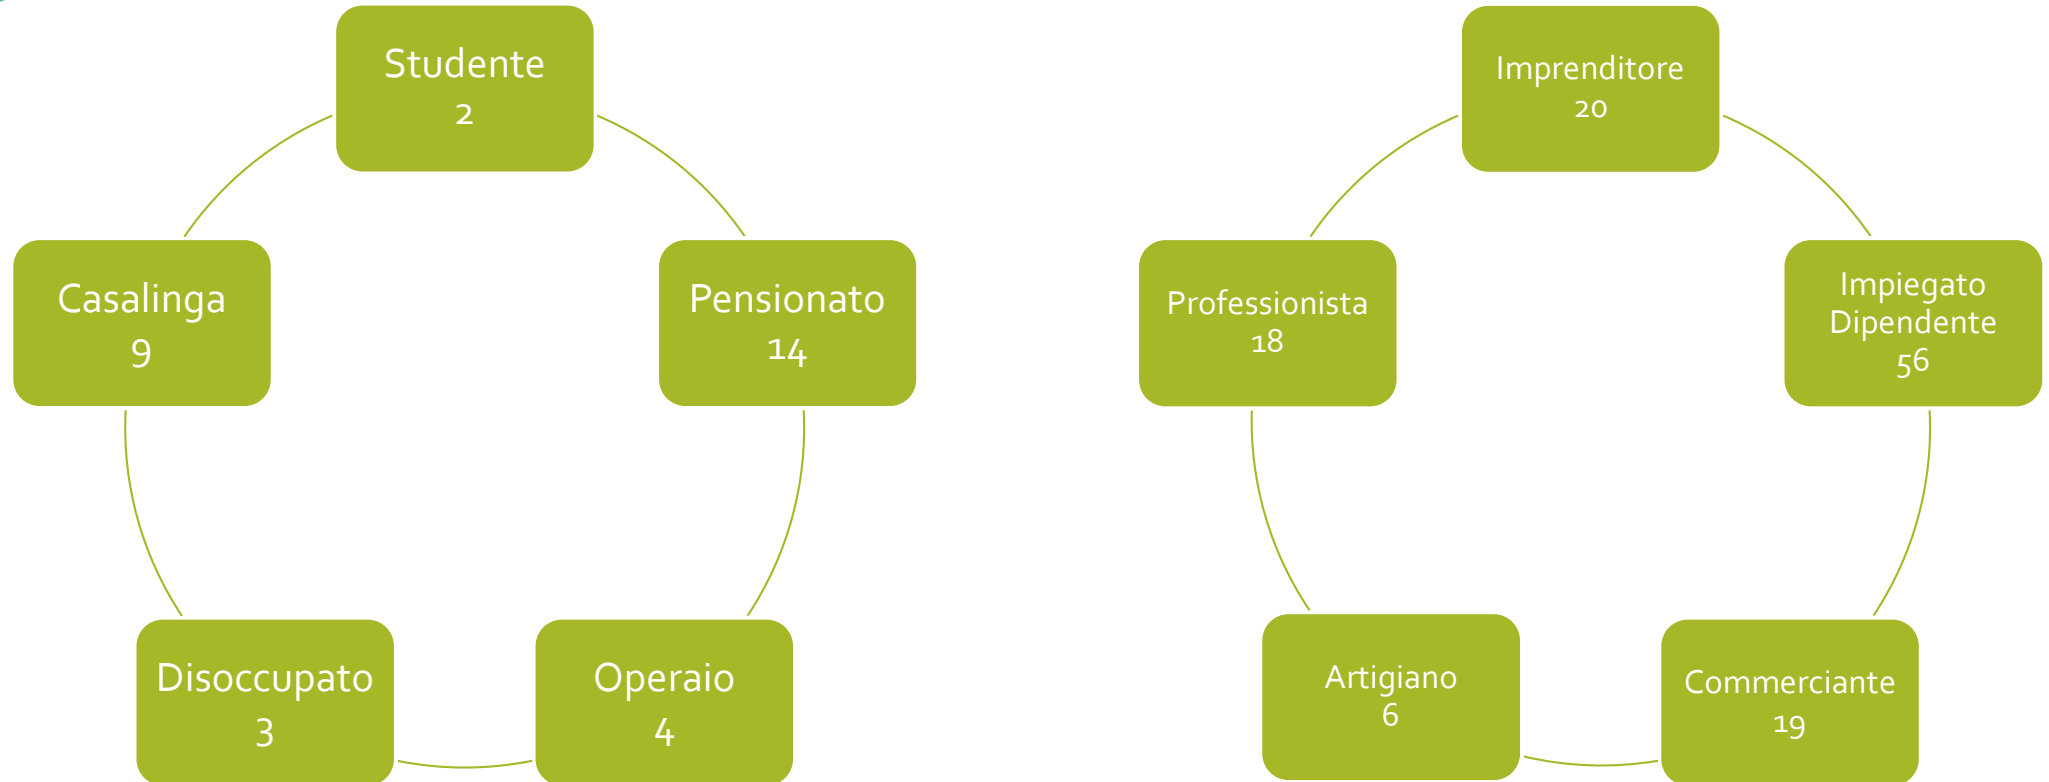 Studente
2
Pensionato
14
Operaio
4
Disoccupato
3
Casalinga
9
Imprenditore
20
Impiegato
Dipendente
56
Commerciante
19
Artigiano
6
Professionista
18